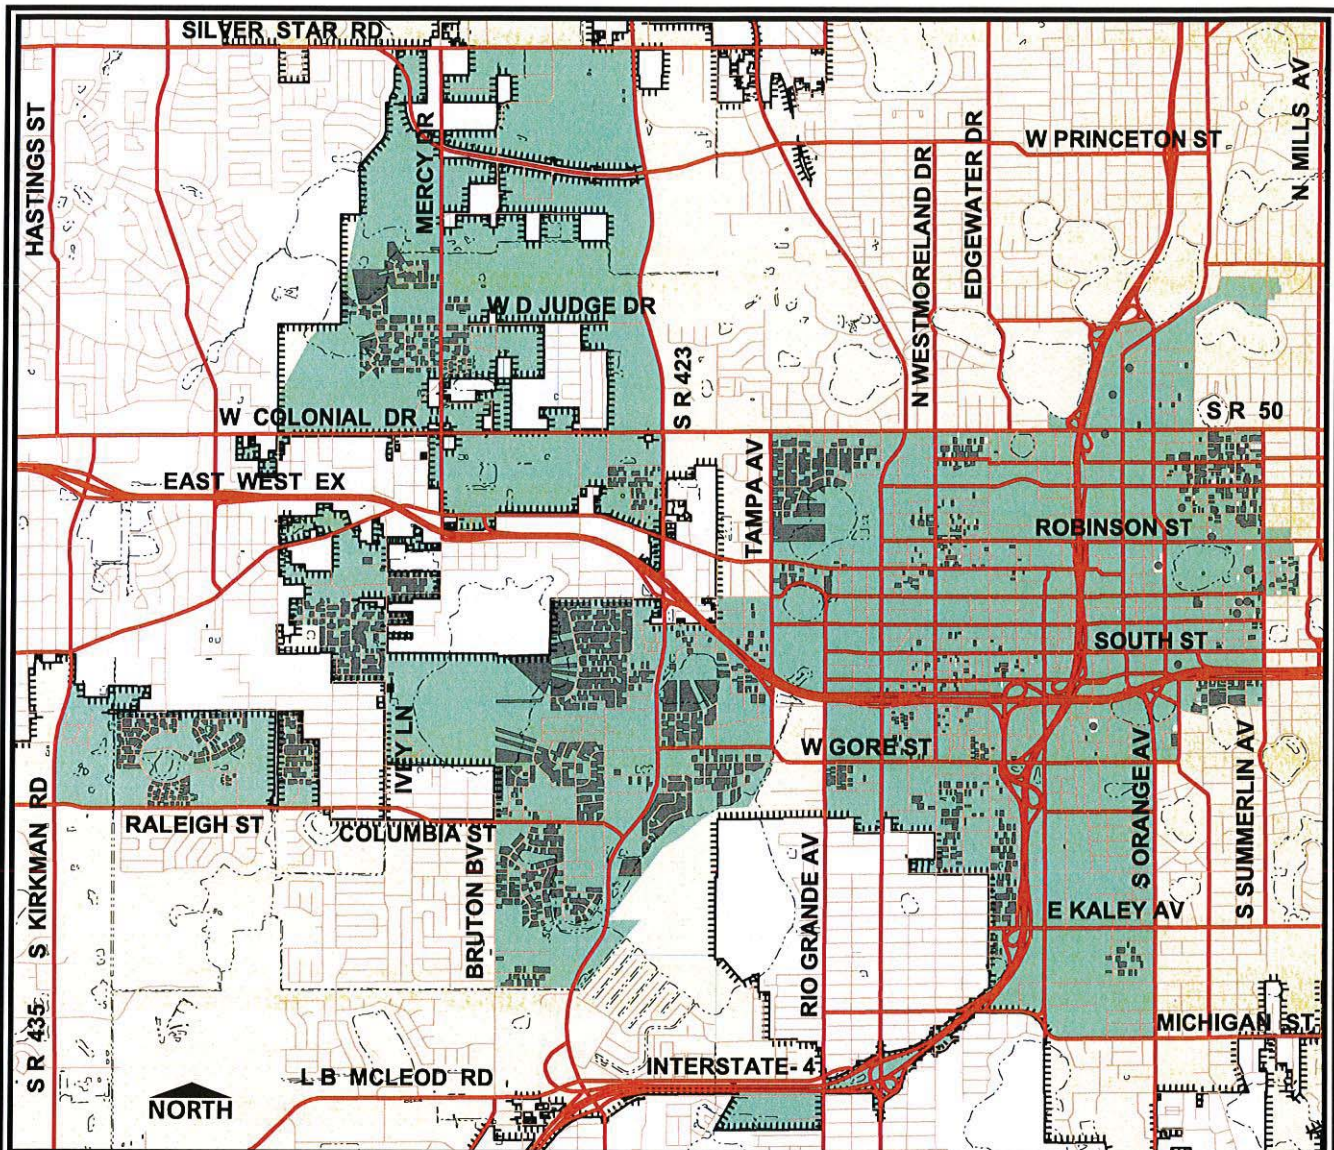 SILVER STAR RD
HASTINGS ST
MERCY DR
N WESTMORELAND DR
EDGEWATER DR
W PRINCETON ST
N MILLS AV
W D JUDGE DR
S R 423
W COLONIAL DR
S R 50
EAST WEST EX
TAMPA AV
ROBINSON ST
SOUTH ST
IVEY LN
W GORE ST
S ORANGE AV
S SUMMERLIN AV
S R 435 S KIRKMAN RD
RALEIGH ST
COLUMBIA ST
BRUTON BV
RIO GRANDE AV
E KALEY AV
MICHIGAN ST
INTERSTATE- 4
L B MCLEOD RD
NORTH